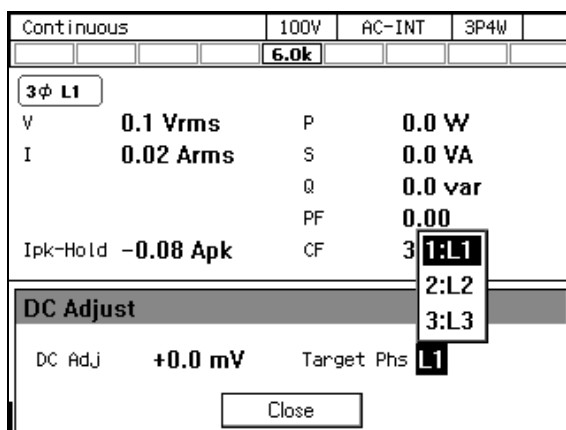 Continuous 100V AC-INT 3P4W
6.0k
3φ L1
V 0.1 Vrms P 0.0 W
I 0.02 Arms S 0.0 VA
Q 0.0 var
PF 0.00
Ipk-Hold -0.08 Apk CF 3
1:L1
2:L2
3:L3
DC Adjust
DC Adj +0.0 mV Target Phs L1
Close